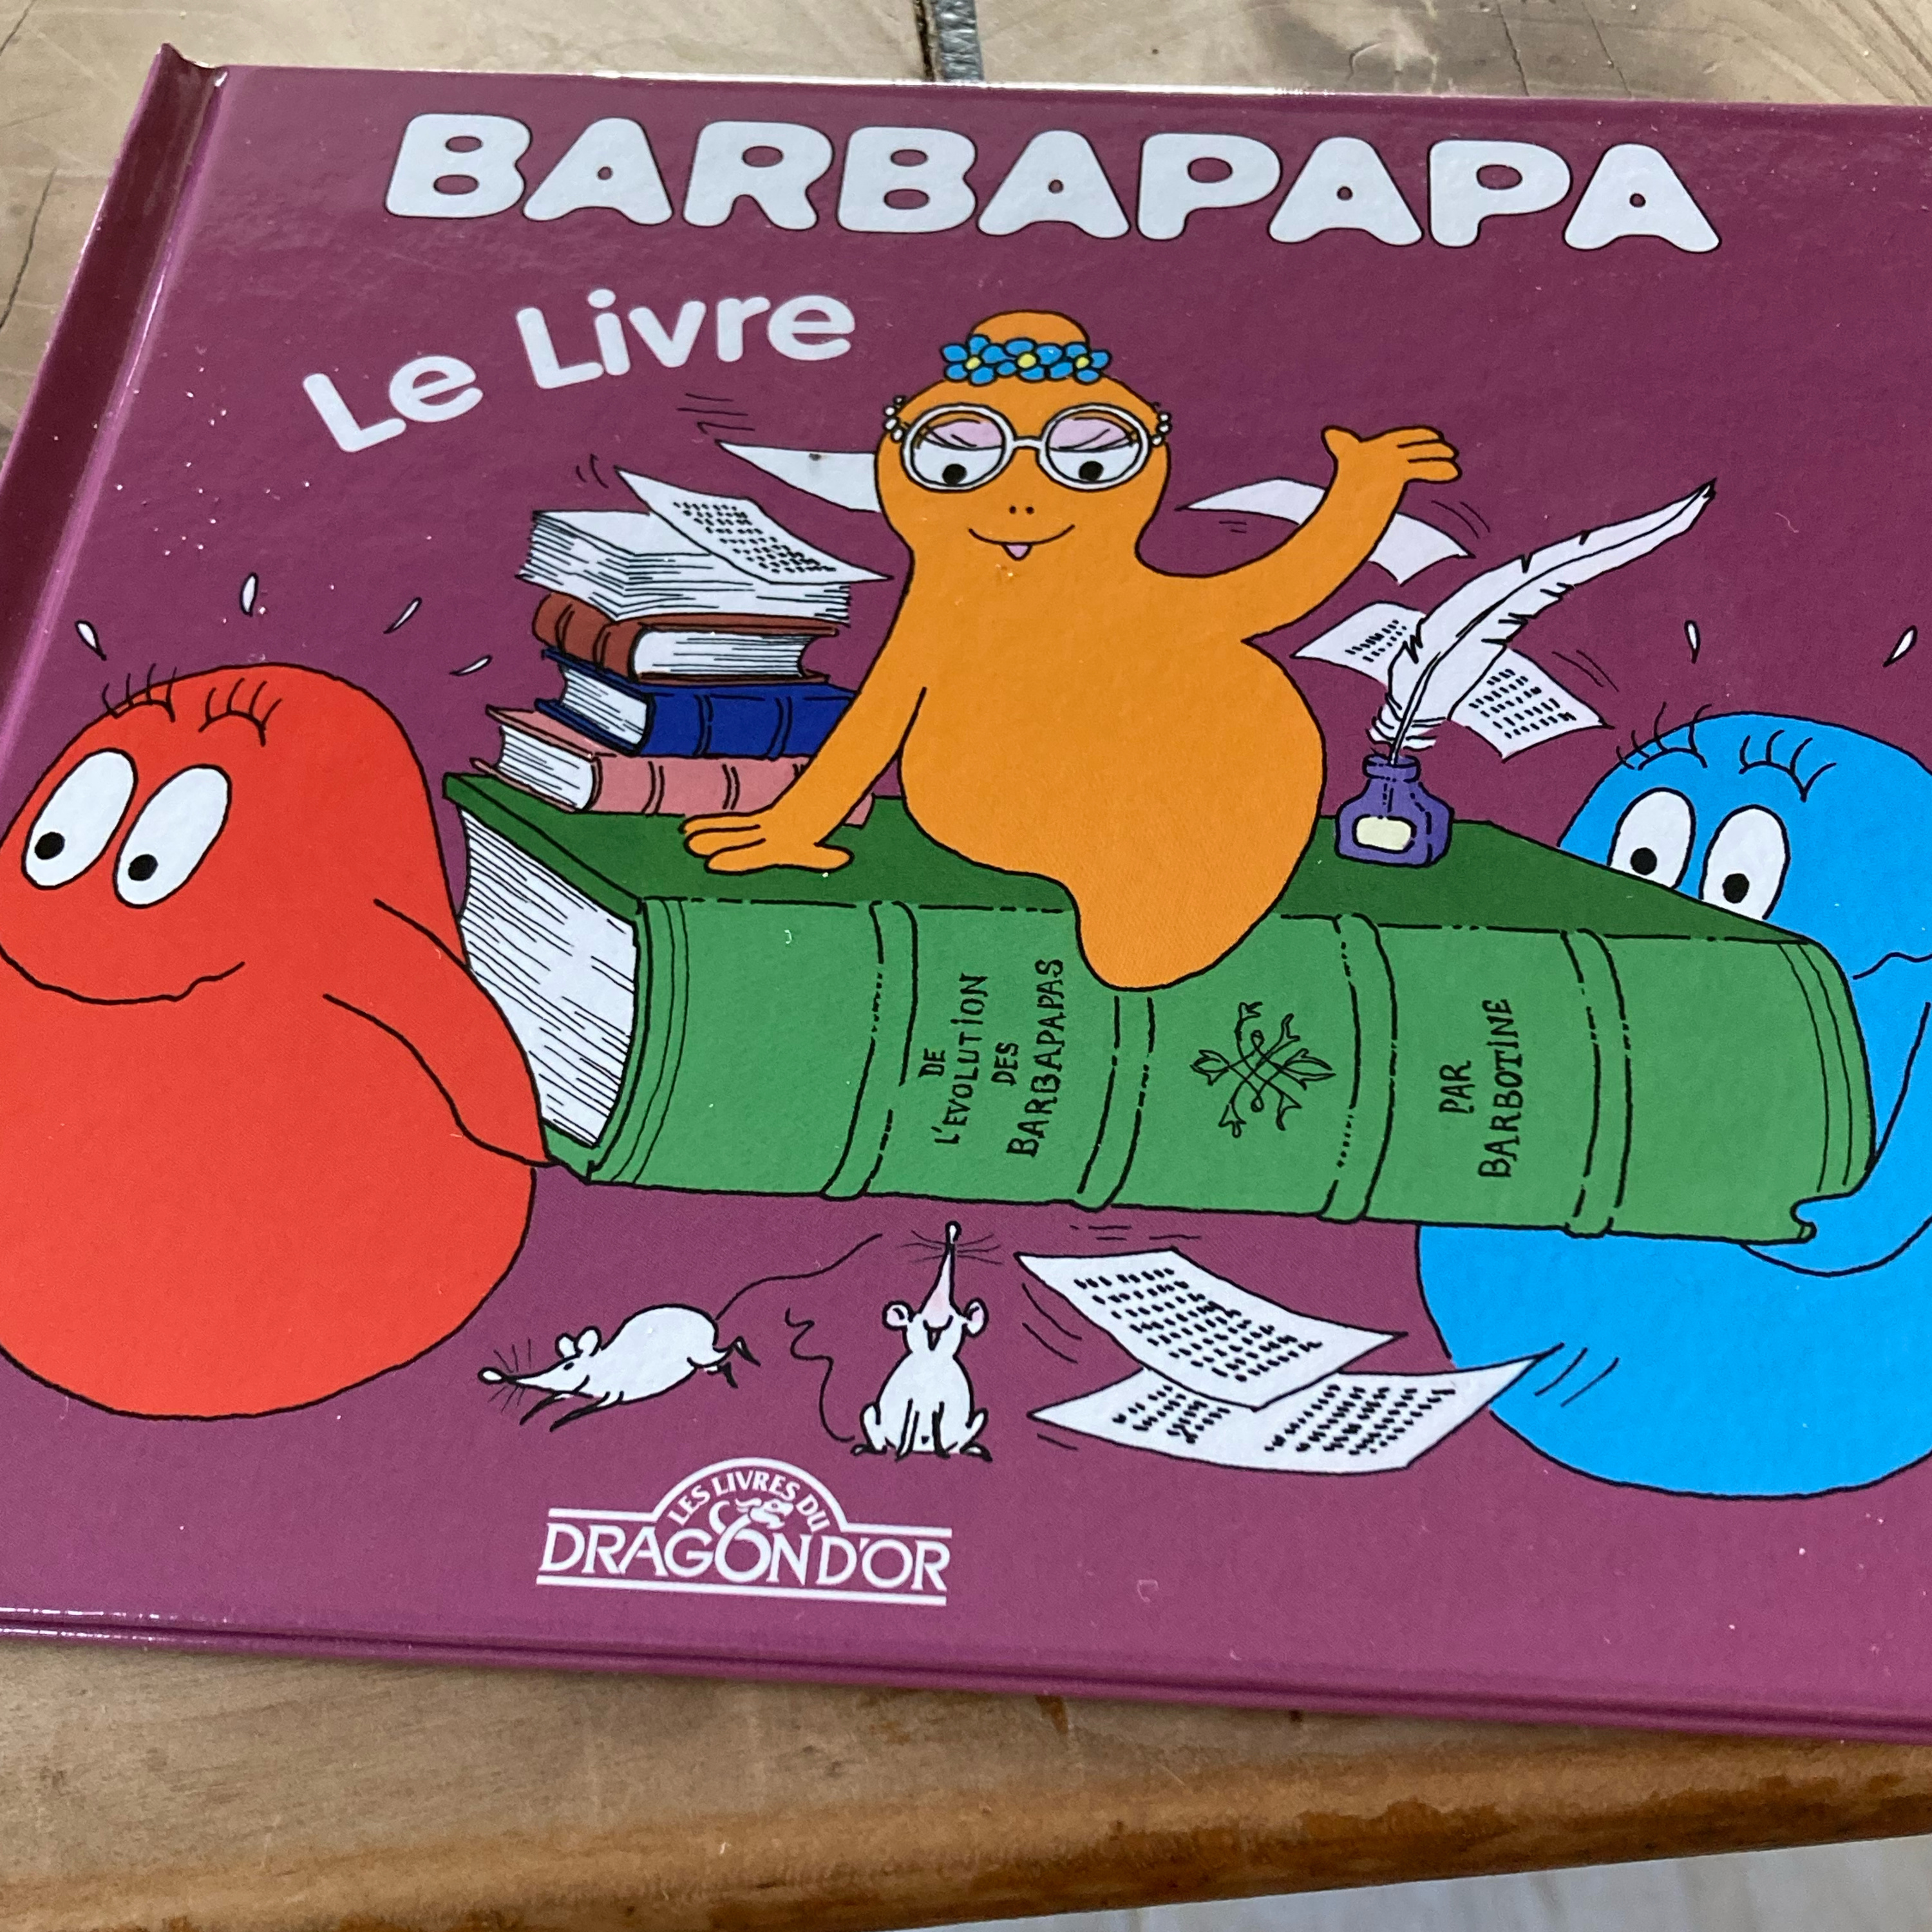 BARBAPAPA
Le Livre
DE
L'EVOLUTiON
DES
BARBAPAPAS
PAR
BARBOTiNE
LES LIVRES DU
DRAGON D'OR